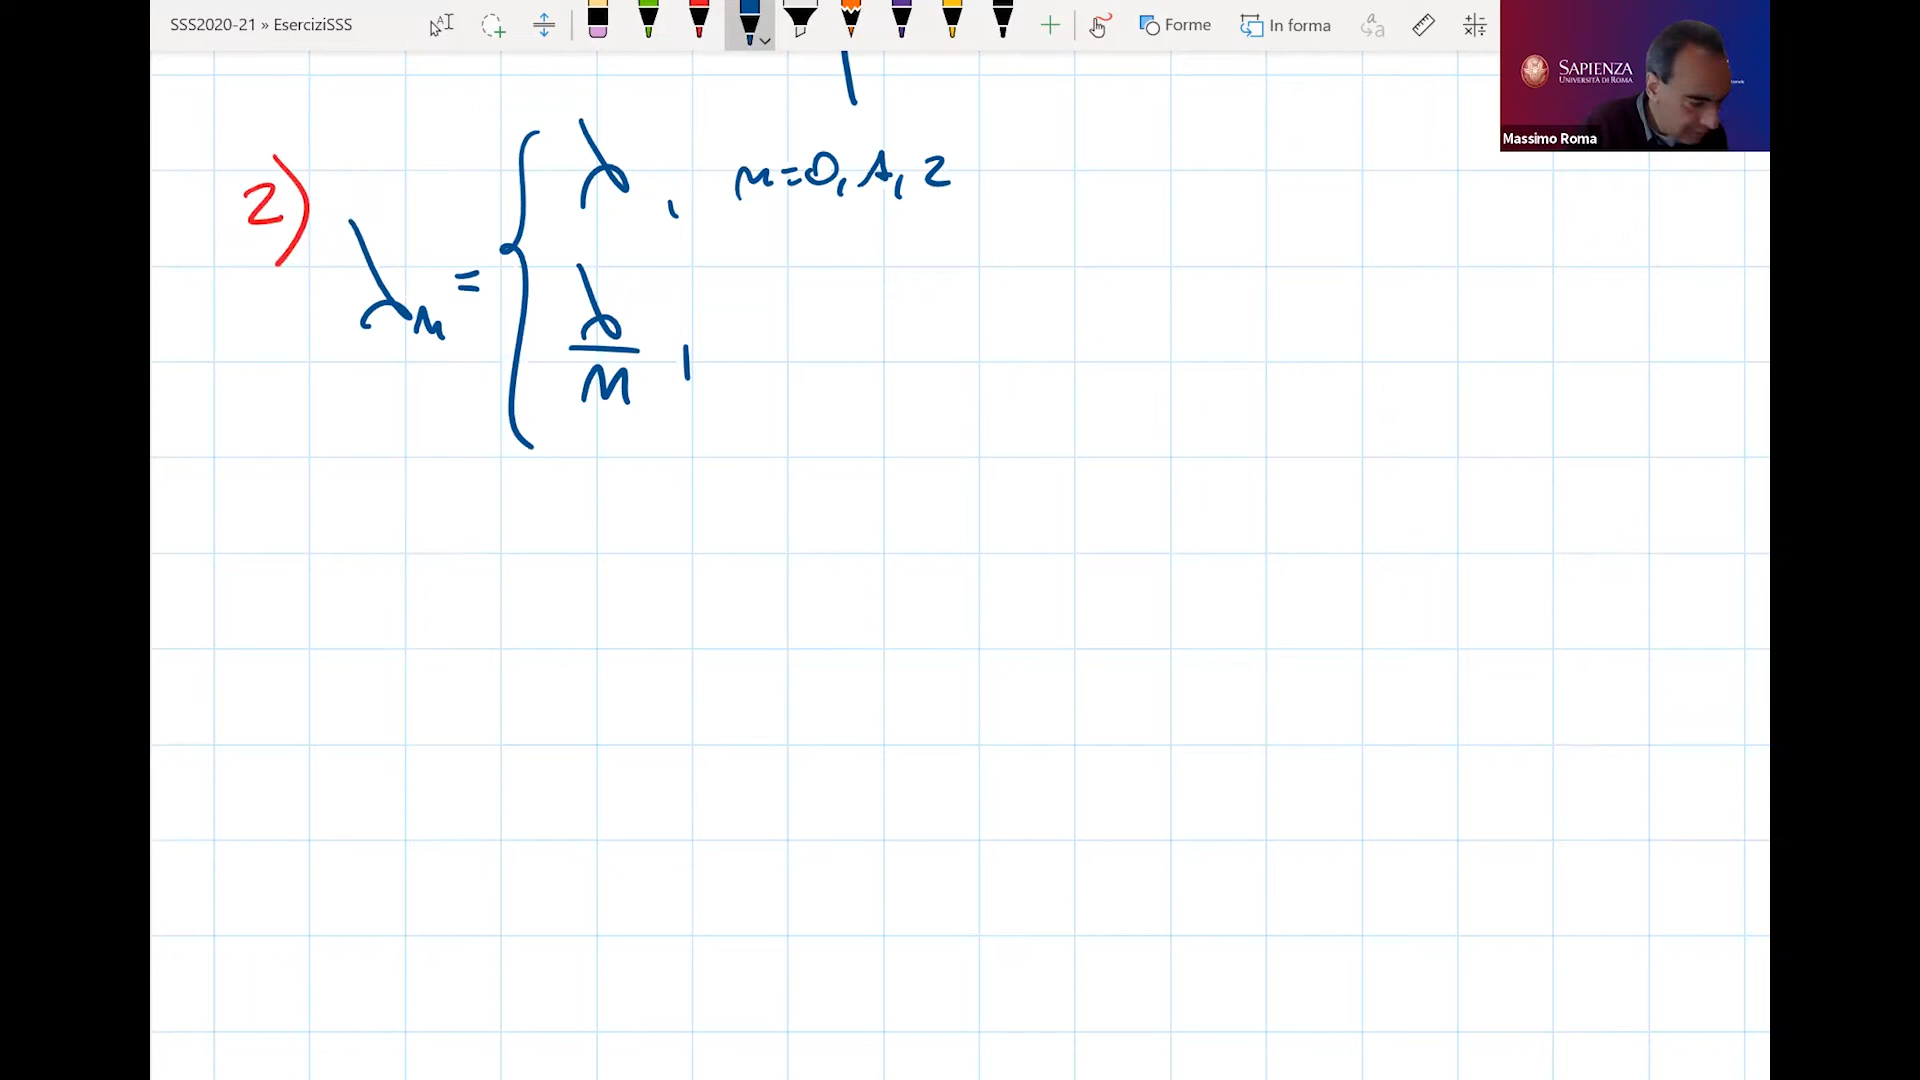 SSS2020-21 » EserciziSSS
Forme
In forma
SAPIENZA
UNIVERSITÀ DI ROMA
Massimo Roma
2)
λn = { λ, n=0, 1, 2
λ/n ,